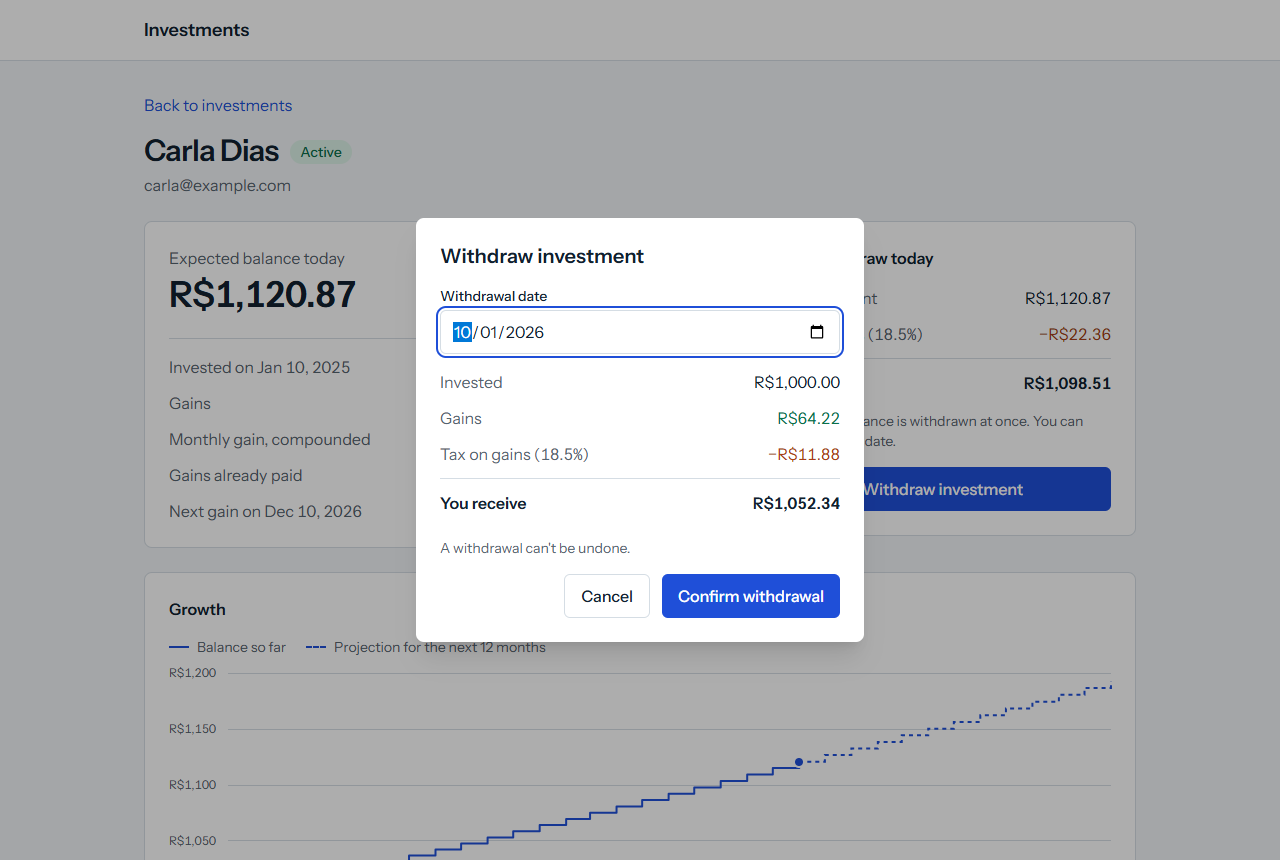 Investments
Back to investments
Carla Dias Active
carla@example.com
Expected balance today
R$1,120.87
Invested on Jan 10, 2025
Gains
Monthly gain, compounded
Gains already paid
Next gain on Dec 10, 2026
Withdraw investment
Withdrawal date
10/01/2026
Invested R$1,000.00
Gains R$64.22
Tax on gains (18.5%) −R$11.88
You receive R$1,052.34
A withdrawal can't be undone.
Cancel Confirm withdrawal
today
R$1,120.87
(18.5%) −R$22.36
R$1,098.51
is withdrawn at once. You can
date.
Withdraw investment
Growth
Balance so far Projection for the next 12 months
R$1,200
R$1,150
R$1,100
R$1,050